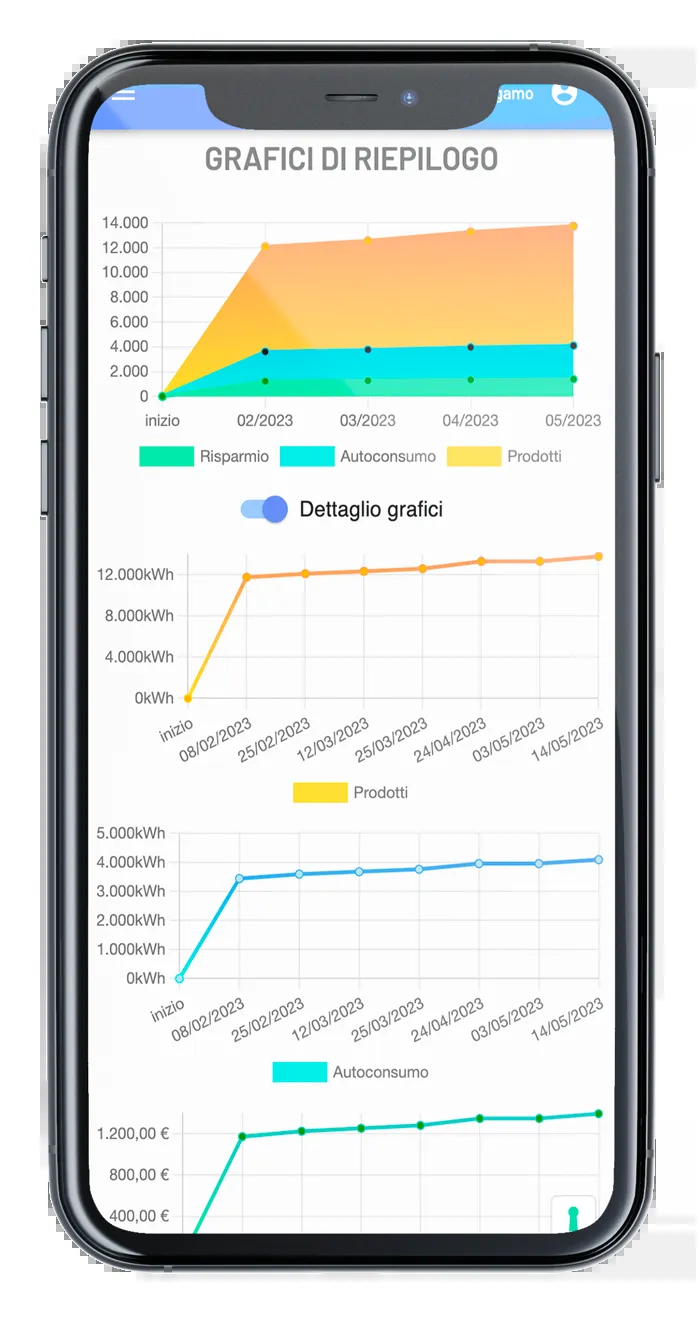 gamo
GRAFICI DI RIEPILOGO
14.000
12.000
10.000
8.000
6.000
4.000
2.000
0
inizio 02/2023 03/2023 04/2023 05/2023
Risparmio Autoconsumo Prodotti
Dettaglio grafici
12.000kWh
8.000kWh
4.000kWh
0kWh
inizio 08/02/2023 25/02/2023 12/03/2023 25/03/2023 24/04/2023 03/05/2023 14/05/2023
Prodotti
5.000kWh
4.000kWh
3.000kWh
2.000kWh
1.000kWh
0kWh
inizio 08/02/2023 25/02/2023 12/03/2023 25/03/2023 24/04/2023 03/05/2023 14/05/2023
Autoconsumo
1.200,00 €
800,00 €
400,00 €